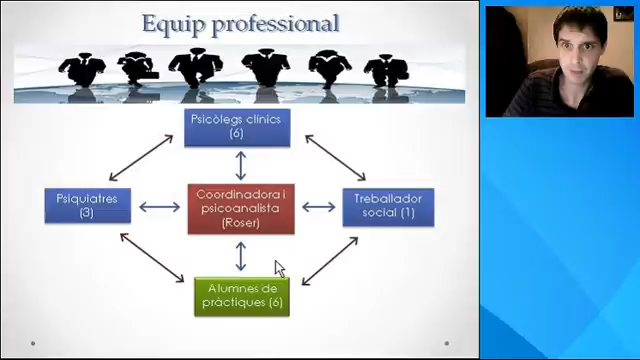 Equip professional
Psicòlegs clínics
(6)
Psiquiatres
(3)
Coordinadora i
psicoanalista
(Roser)
Treballador
social (1)
Alumnes de
pràctiques (6)